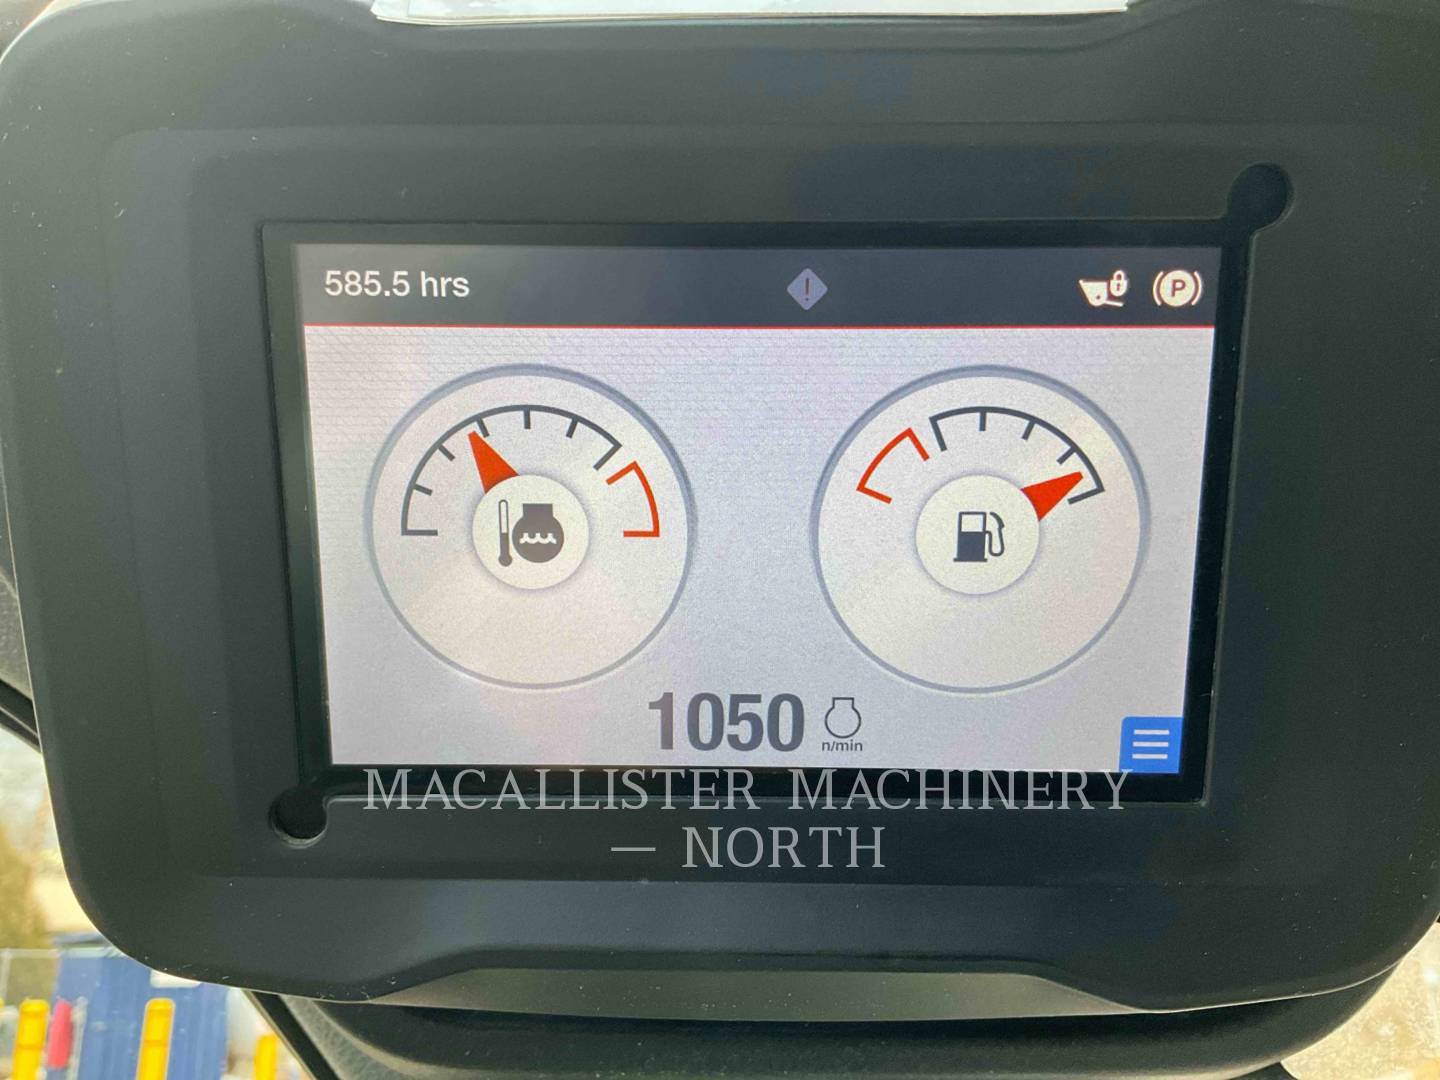 585.5 hrs
!
P
1050
n/min
MACALLISTER MACHINERY
— NORTH